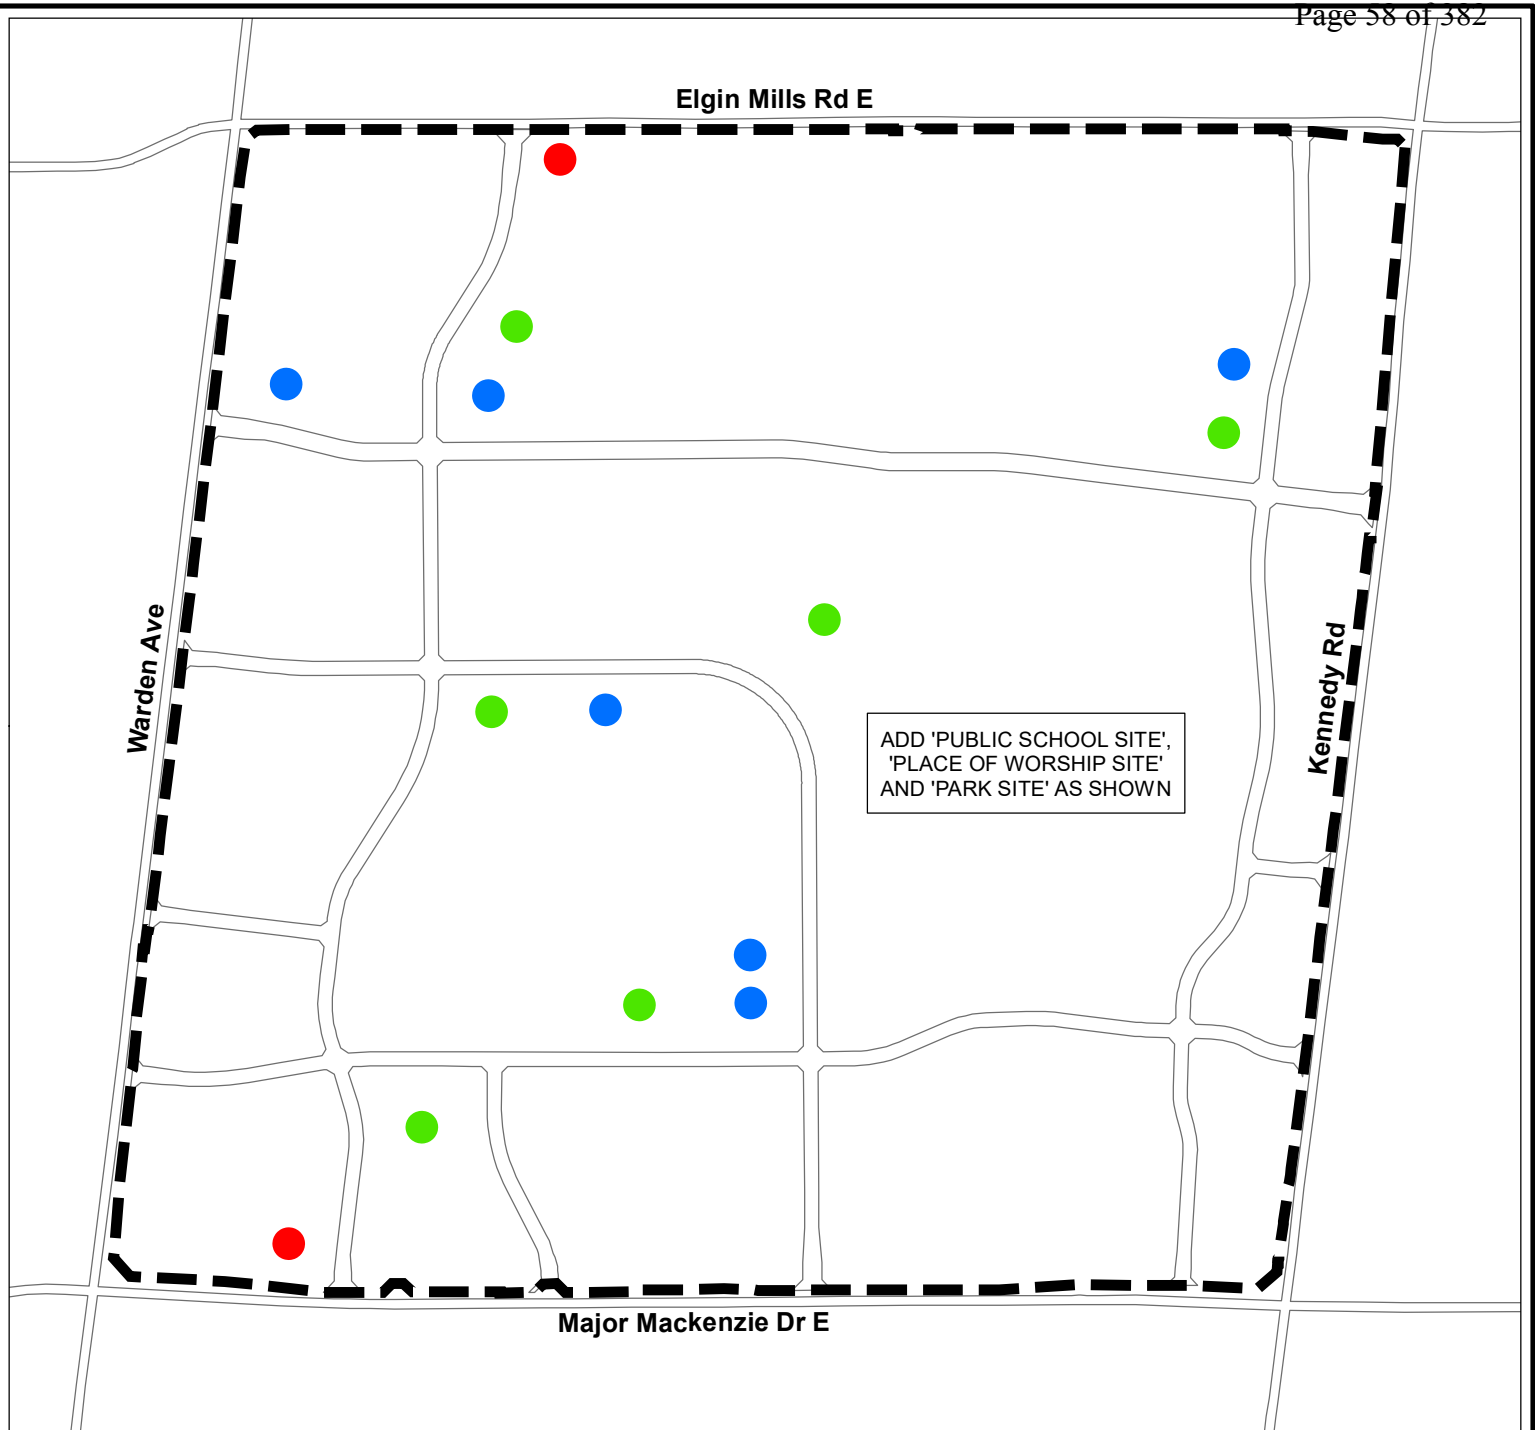 Page 58 of 382
Elgin Mills Rd E
Warden Ave
Kennedy Rd
ADD 'PUBLIC SCHOOL SITE',
'PLACE OF WORSHIP SITE'
AND 'PARK SITE' AS SHOWN
Major Mackenzie Dr E